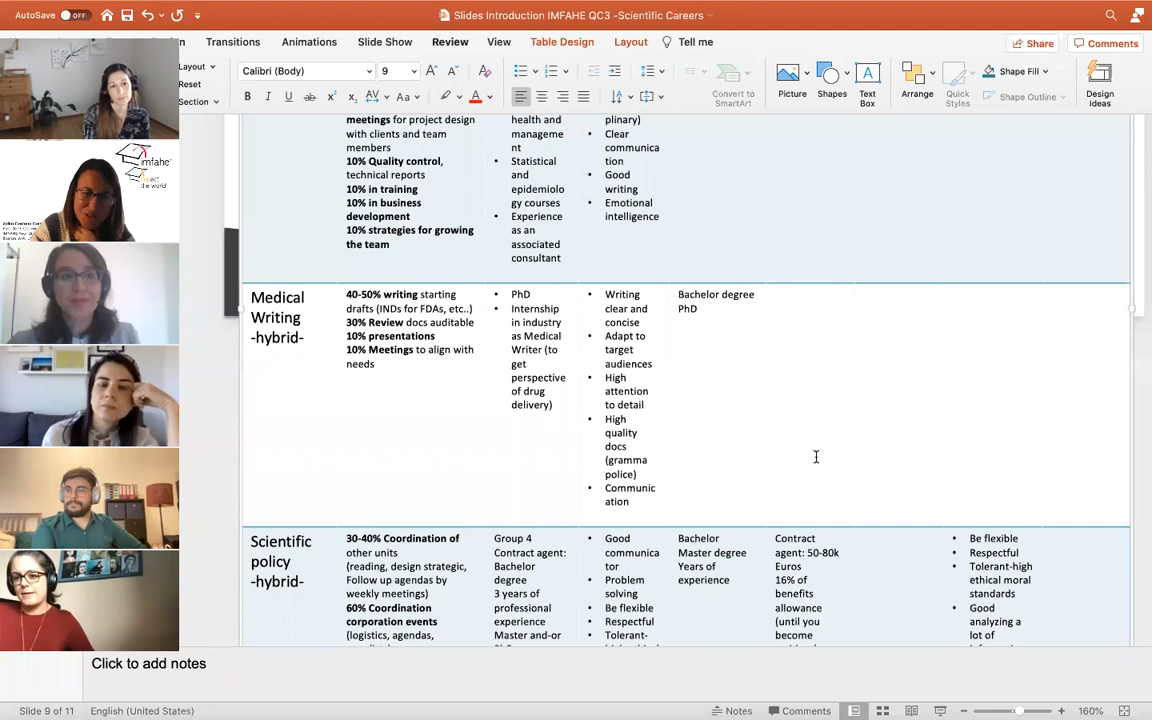 AutoSave OFF
Slides Introduction IMFAHE QC3 -Scientific Careers
Transitions Animations Slide Show Review View Table Design Layout Tell me
Share Comments
Layout
Reset
Section
Calibri (Body) 9
B I U ab x² x₂ AV Aa A
Convert to
SmartArt
Picture
Shapes
Text
Box
Arrange
Quick
Styles
Shape Fill
Shape Outline
Design
Ideas
imfahe
the world
meetings for project design
with clients and team
members
10% Quality control,
technical reports
10% in training
10% in business
development
10% strategies for growing
the team
health and
manageme
nt
• Statistical
and
epidemiolo
gy courses
• Experience
as an
associated
consultant
plinary)
• Clear
communica
tion
• Good
writing
• Emotional
intelligence
Medical
Writing
-hybrid-
40-50% writing starting
drafts (INDs for FDAs, etc..)
30% Review docs auditable
10% presentations
10% Meetings to align with
needs
• PhD
• Internship
in industry
as Medical
Writer (to
get
perspective
of drug
delivery)
• Writing
clear and
concise
• Adapt to
target
audiences
• High
attention
to detail
• High
quality
docs
(gramma
police)
• Communic
ation
Bachelor degree
PhD
Scientific
policy
-hybrid-
30-40% Coordination of
other units
(reading, design strategic,
Follow up agendas by
weekly meetings)
60% Coordination
corporation events
(logistics, agendas,
Group 4
Contract agent:
Bachelor
degree
3 years of
professional
experience
Master and/or
• Good
communica
tor
• Problem
solving
• Be flexible
• Respectful
• Tolerant-
Bachelor
Master degree
Years of
experience
Contract
agent: 50-80k
Euros
16% of
benefits
allowance
(until you
become
• Be flexible
• Respectful
• Tolerant-high
ethical moral
standards
• Good
analyzing a
lot of
Click to add notes
Slide 9 of 11 English (United States)
Notes Comments 160%